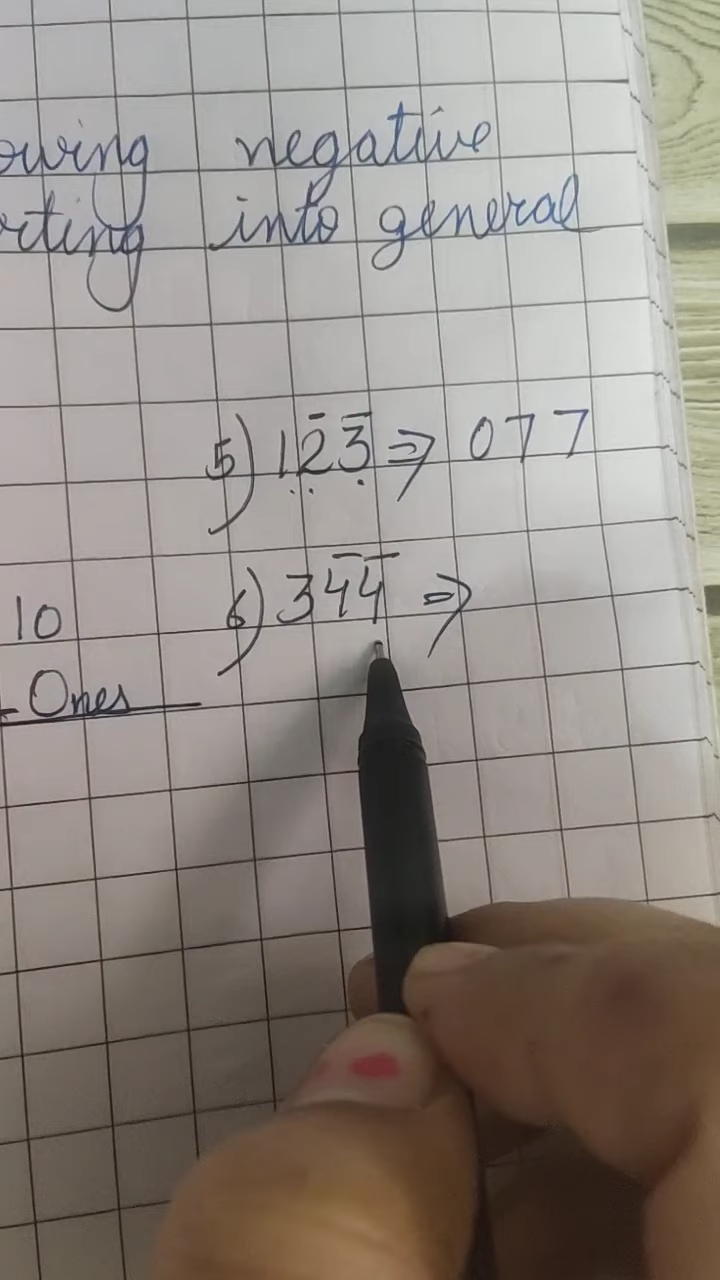 negative
into general
5) 12̄3̄ ⇒ 077
10
6) 34̄4̄ ⇒
Ones